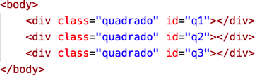 <body>
    <div class="quadrado" id="q1"></div>
    <div class="quadrado" id="q2"></div>
    <div class="quadrado" id="q3"></div>
</body>